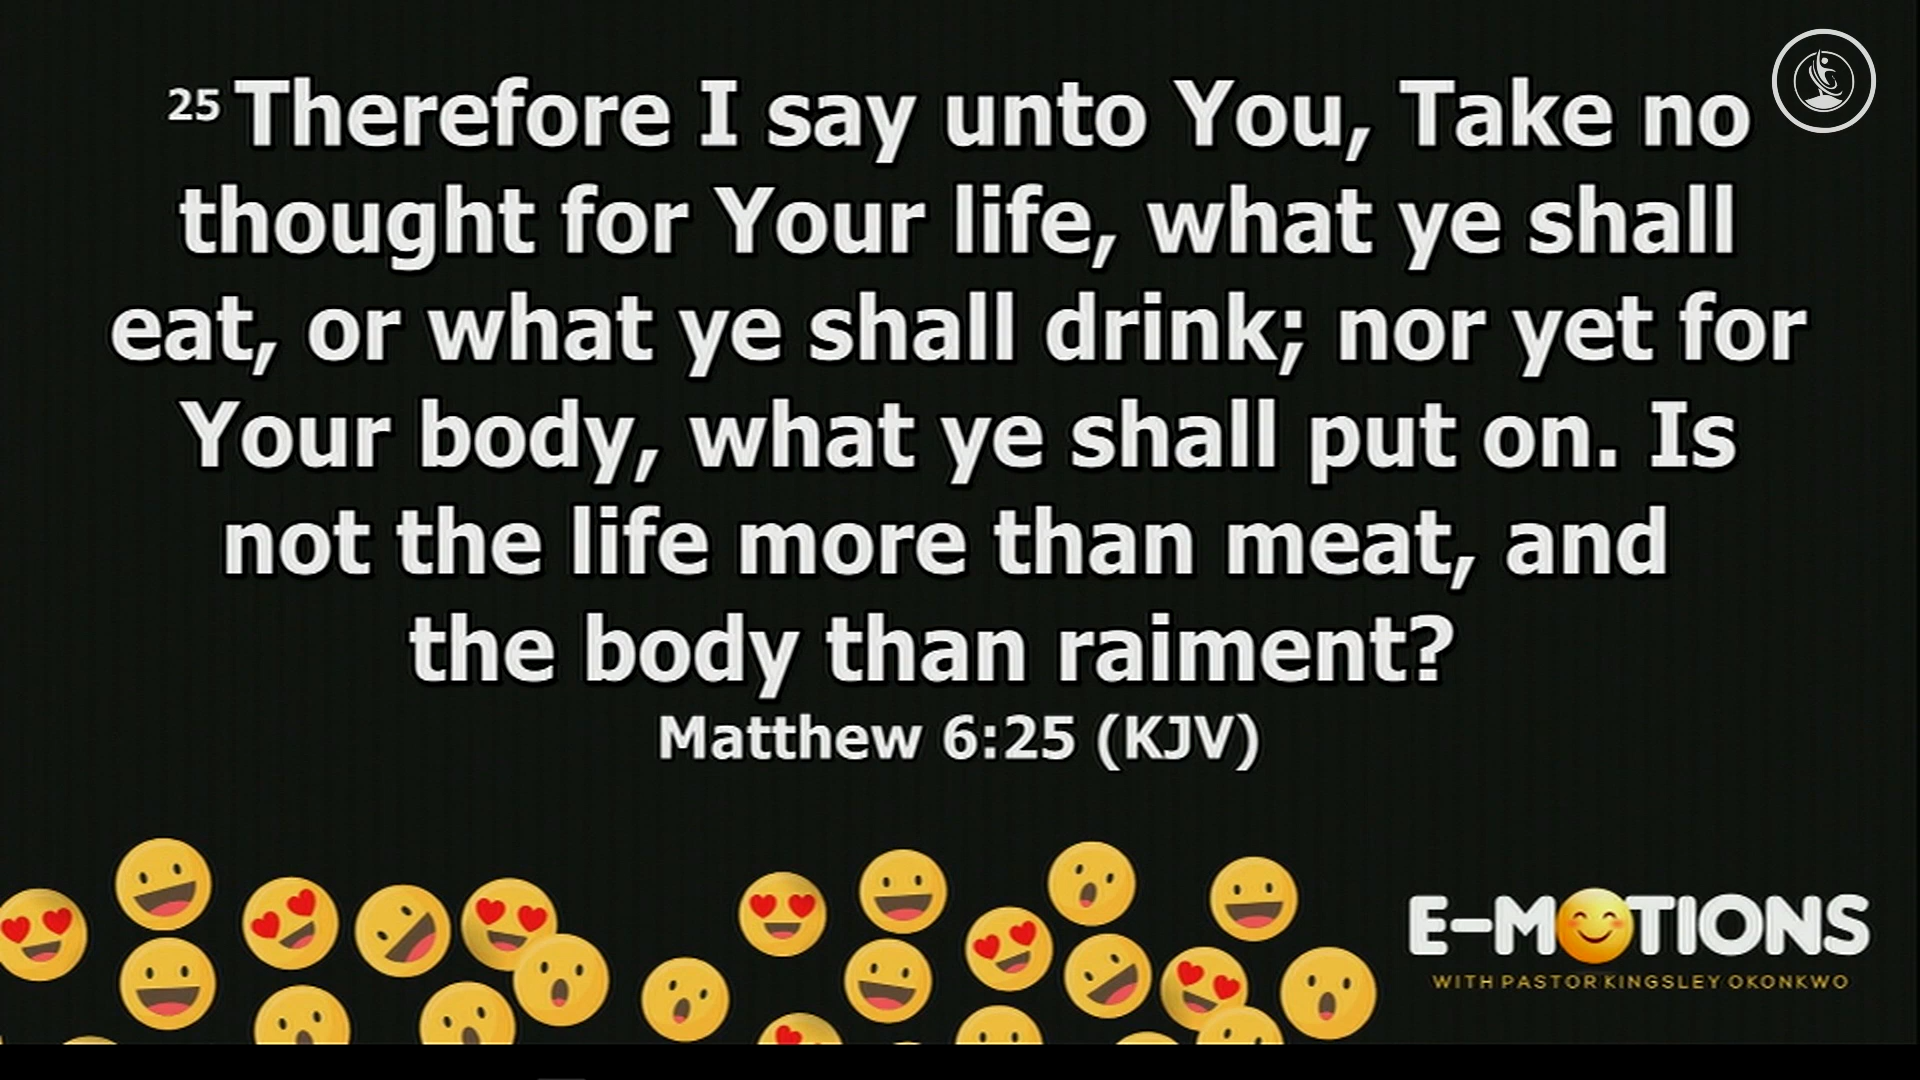 25 Therefore I say unto You, Take no
thought for Your life, what ye shall
eat, or what ye shall drink; nor yet for
Your body, what ye shall put on. Is
not the life more than meat, and
the body than raiment?
Matthew 6:25 (KJV)
E-MOTIONS
WITH PASTOR KINGSLEY OKONKWO